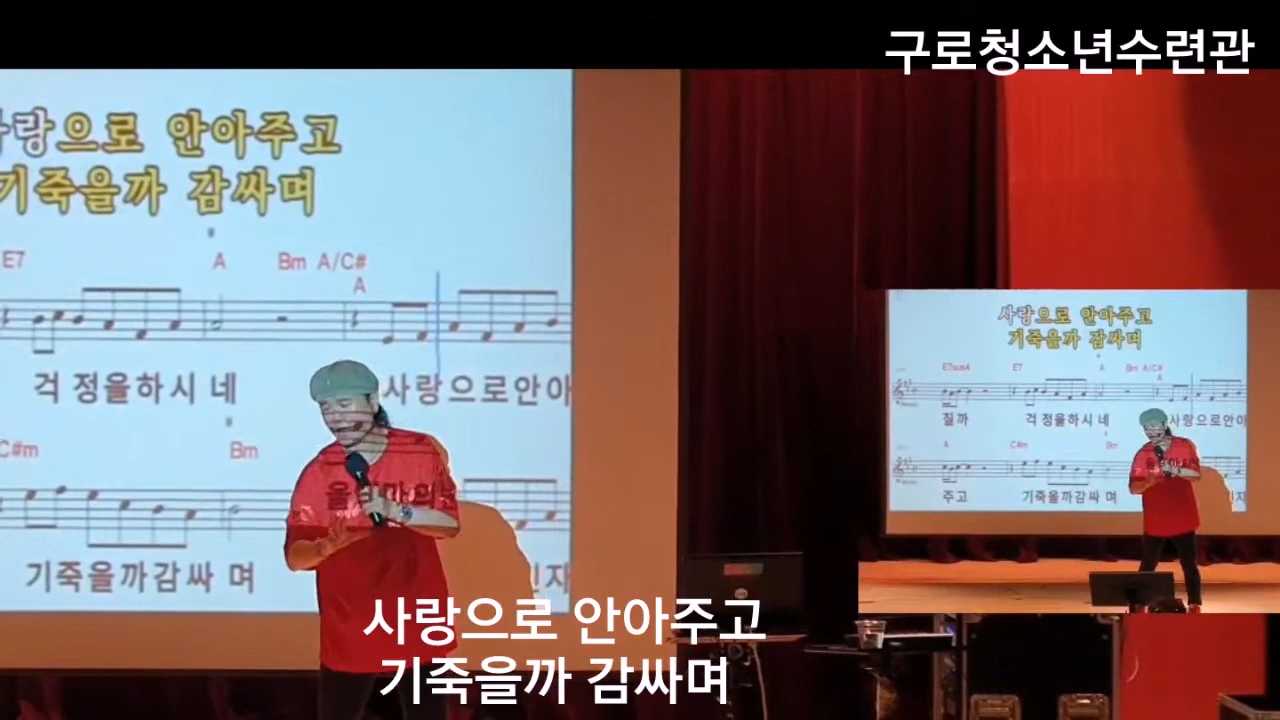 구로청소년수련관
사랑으로 안아주고
기죽을까 감싸며
E7 A Bm A/C#
A
걱 정을하시 네 사랑으로안아
C#m Bm
기죽을까감싸 며
사랑으로 안아주고
기죽을까 감싸며
E7sus4 E7 A Bm A/C#
A
질까 걱 정을하시 네 사랑으로안아
A C#m Bm
주고 기죽을까감싸 며
사랑으로 안아주고
기죽을까 감싸며